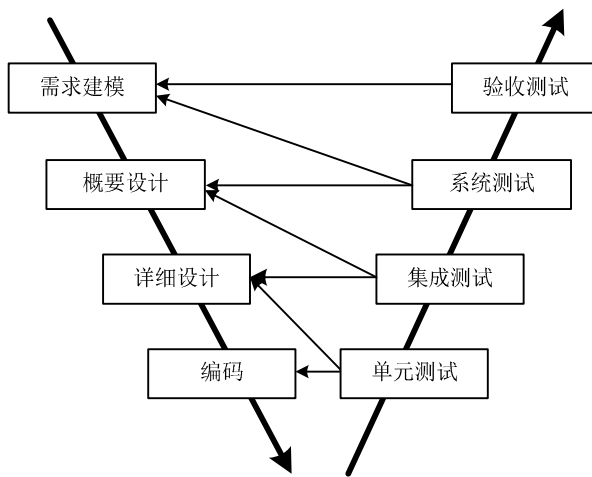 需求建模
验收测试
概要设计
系统测试
详细设计
集成测试
编码
单元测试